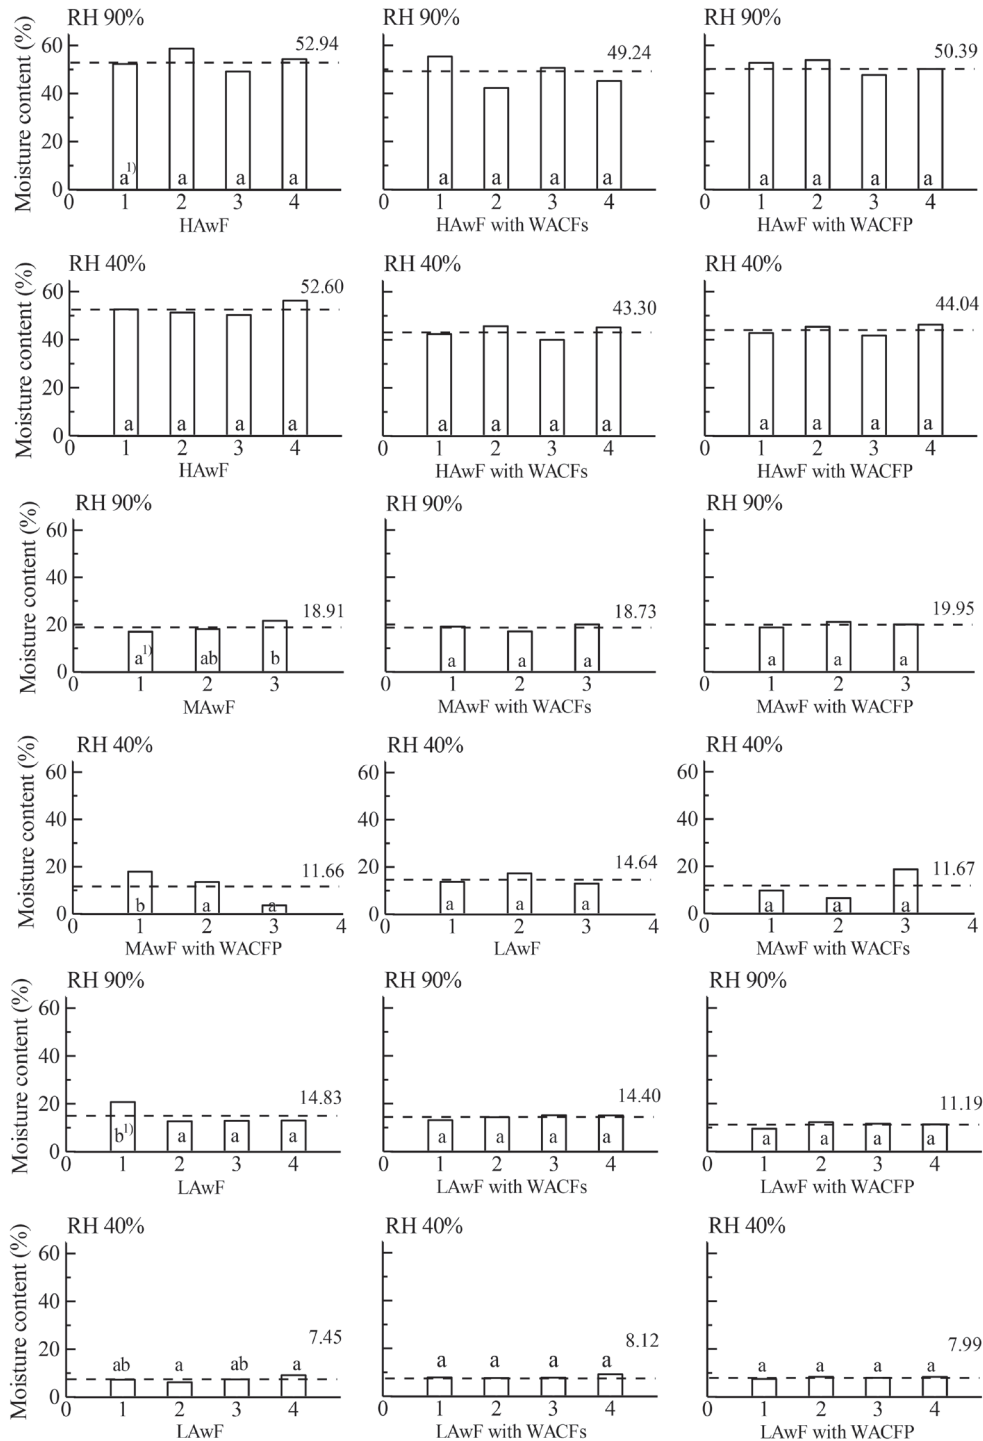 RH 90%
Moisture content (%)
60
40
20
0
52.94
a1) a a a
0 1 2 3 4
HAwF
RH 90%
49.24
a a a a
0 1 2 3 4
HAwF with WACFs
RH 90%
50.39
a a a a
0 1 2 3 4
HAwF with WACFP
RH 40%
Moisture content (%)
60
40
20
0
52.60
a a a a
0 1 2 3 4
HAwF
RH 40%
43.30
a a a a
0 1 2 3 4
HAwF with WACFs
RH 40%
44.04
a a a a
0 1 2 3 4
HAwF with WACFP
RH 90%
Moisture content (%)
60
40
20
0
18.91
a1) ab b
0 1 2 3
MAwF
RH 90%
18.73
a a a
0 1 2 3
MAwF with WACFs
RH 90%
19.95
a a a
0 1 2 3
MAwF with WACFP
RH 40%
Moisture content (%)
60
40
20
0
11.66
b a a
0 1 2 3 4
MAwF with WACFP
RH 40%
60
40
20
0
14.64
a a a
0 1 2 3 4
LAwF
RH 40%
60
40
20
0
11.67
a a a
0 1 2 3 4
MAwF with WACFs
RH 90%
Moisture content (%)
60
40
20
0
14.83
b1) a a a
0 1 2 3 4
LAwF
RH 90%
14.40
a a a a
0 1 2 3 4
LAwF with WACFs
RH 90%
11.19
a a a a
0 1 2 3 4
LAwF with WACFP
RH 40%
Moisture content (%)
60
40
20
0
7.45
ab a ab a
0 1 2 3 4
LAwF
RH 40%
8.12
a a a a
0 1 2 3 4
LAwF with WACFs
RH 40%
7.99
a a a a
0 1 2 3 4
LAwF with WACFP